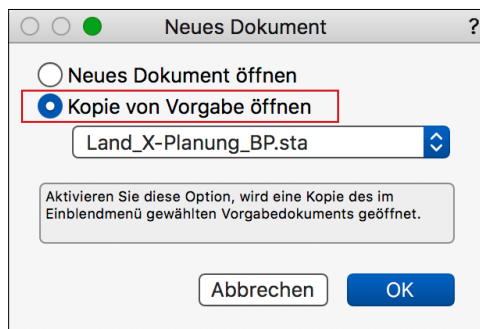 Neues Dokument
?
Neues Dokument öffnen
Kopie von Vorgabe öffnen
Land_X-Planung_BP.sta
Aktivieren Sie diese Option, wird eine Kopie des im
Einblendmenü gewählten Vorgabedokuments geöffnet.
Abbrechen
OK